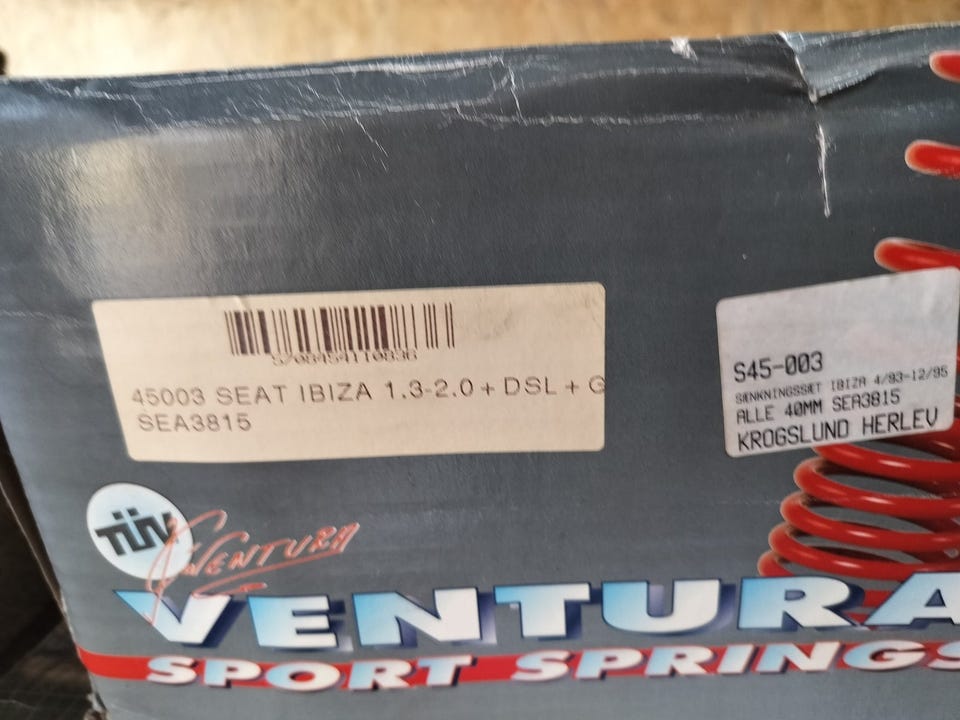 45003 SEAT IBIZA 1.3-2.0 + DSL + G
SEA3815
S45-003
SÆNKNINGSSÆT IBIZA 4/93-12/95
ALLE 40MM SEA3815
KROGSLUND HERLEV
TÜV
VENTURA
VENTURA
SPORT SPRINGS